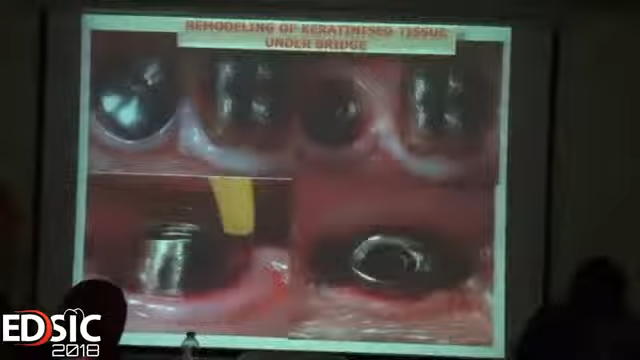 REMODELING OF KERATINISED TISSUE
UNDER BRIDGE
EDSIC
2018